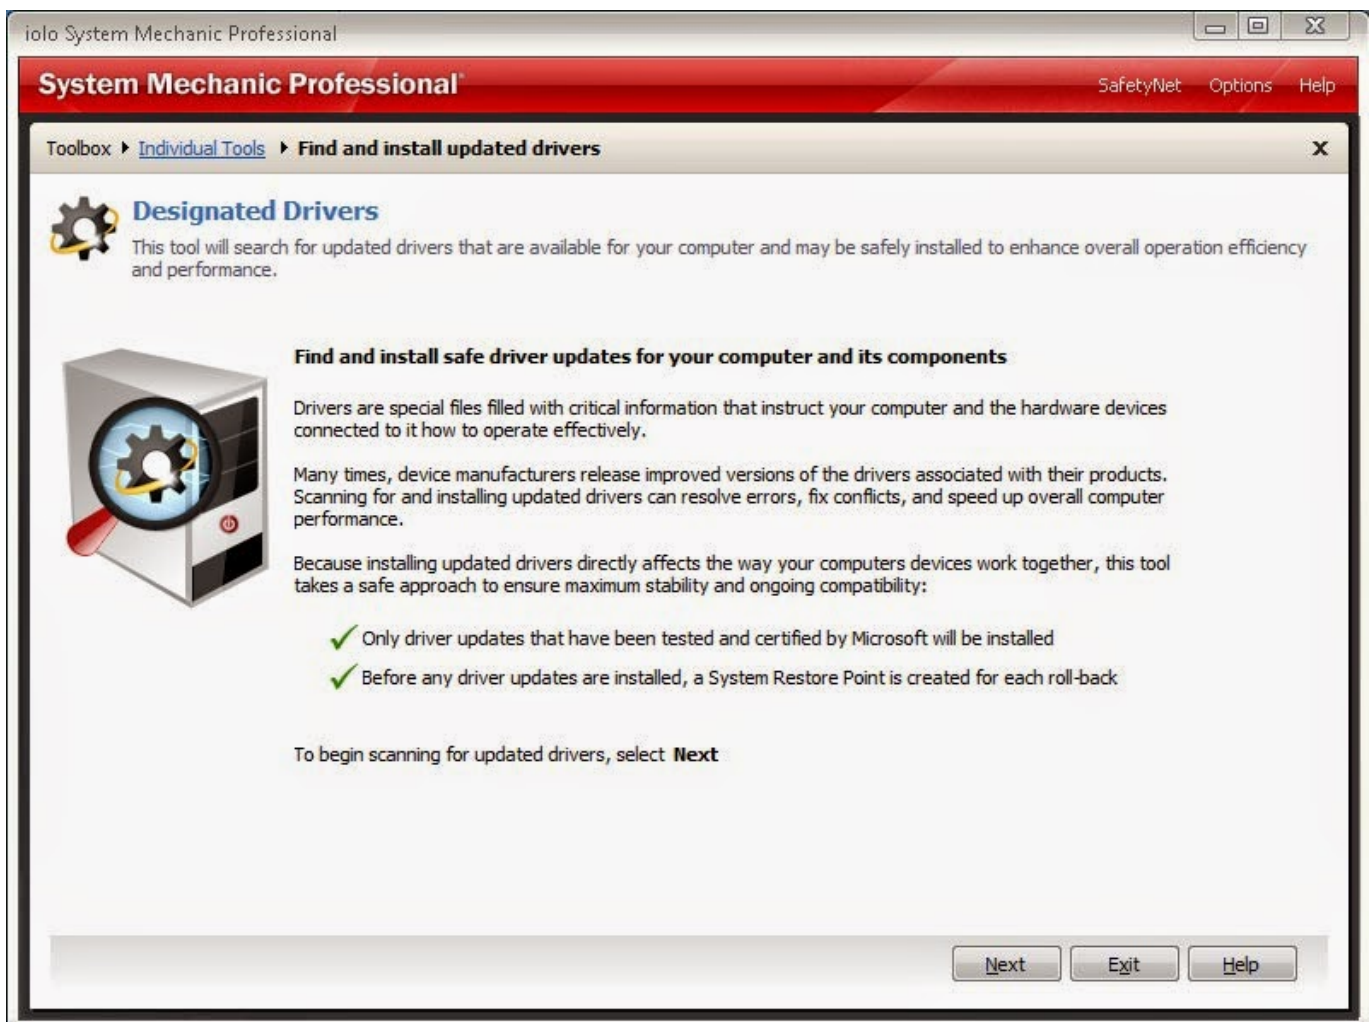 iolo System Mechanic Professional
System Mechanic Professional®
SafetyNet Options Help
Toolbox Individual Tools Find and install updated drivers x
Designated Drivers
This tool will search for updated drivers that are available for your computer and may be safely installed to enhance overall operation efficiency
and performance.
Find and install safe driver updates for your computer and its components
Drivers are special files filled with critical information that instruct your computer and the hardware devices
connected to it how to operate effectively.
Many times, device manufacturers release improved versions of the drivers associated with their products.
Scanning for and installing updated drivers can resolve errors, fix conflicts, and speed up overall computer
performance.
Because installing updated drivers directly affects the way your computers devices work together, this tool
takes a safe approach to ensure maximum stability and ongoing compatibility:
Only driver updates that have been tested and certified by Microsoft will be installed
Before any driver updates are installed, a System Restore Point is created for each roll-back
To begin scanning for updated drivers, select Next
Next Exit Help